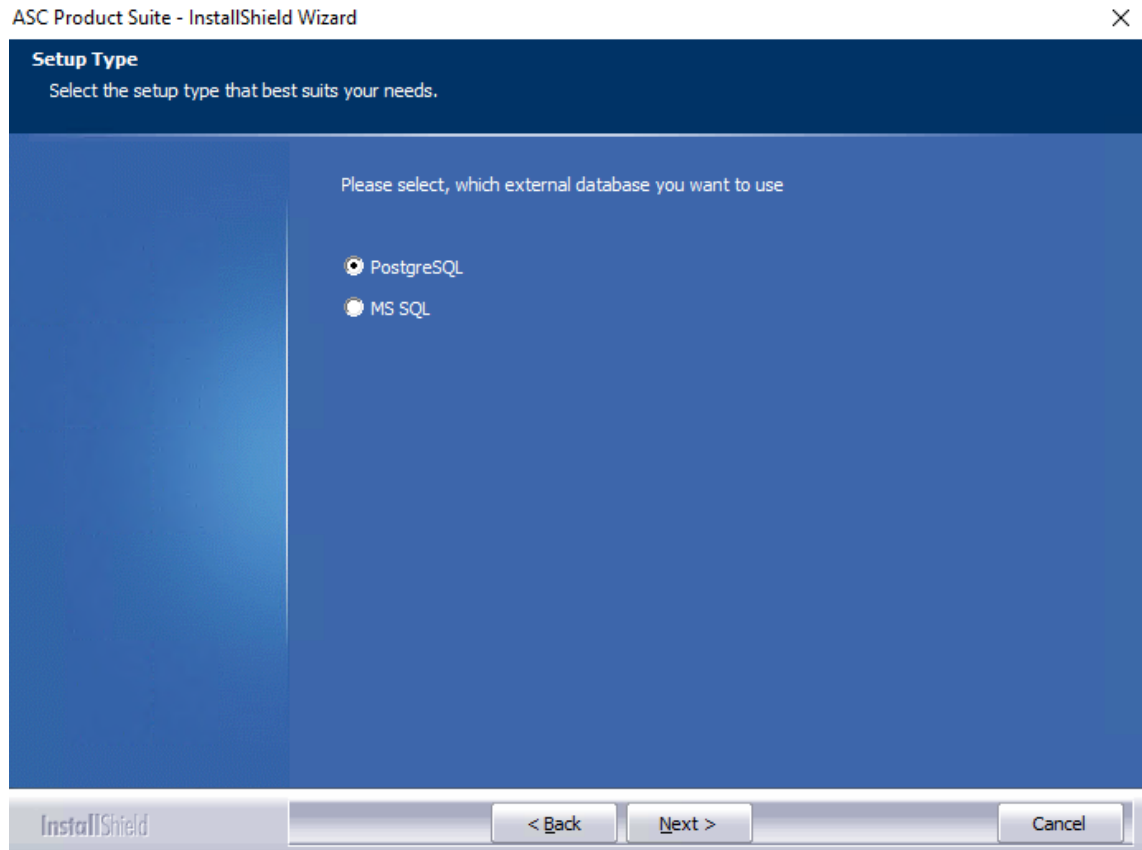 ASC Product Suite - InstallShield Wizard
Setup Type
Select the setup type that best suits your needs.
Please select, which external database you want to use
PostgreSQL
MS SQL
InstallShield
< Back
Next >
Cancel